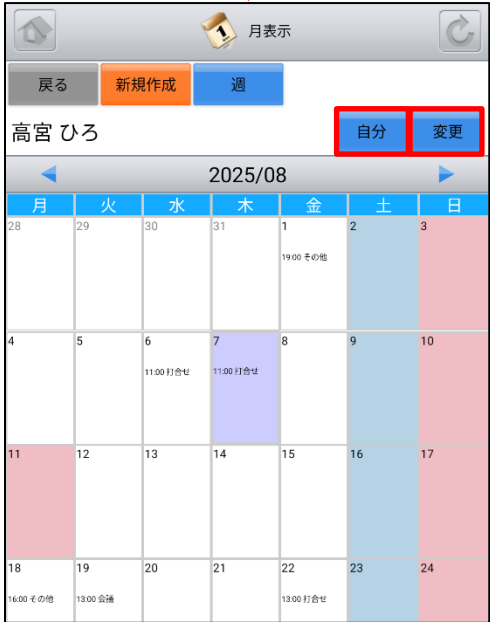 月表示
戻る 新規作成 週
高宮 ひろ 自分 変更
2025/08
月 火 水 木 金 土 日
28 29 30 31 1 2 3
19:00 その他
4 5 6 7 8 9 10
11:00 打合せ 11:00 打合せ
11 12 13 14 15 16 17
18 19 20 21 22 23 24
16:00 その他 13:00 会議 13:00 打合せ